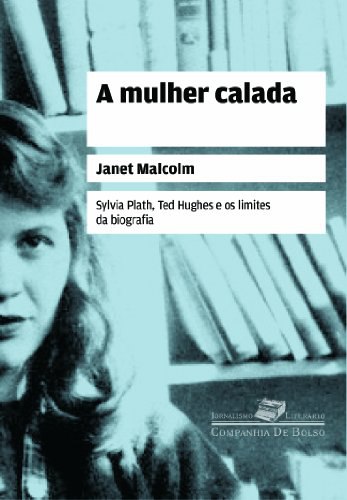 A mulher calada
Janet Malcolm
Sylvia Plath, Ted Hughes e os limites
da biografia
Jornalismo Literário
Companhia De Bolso